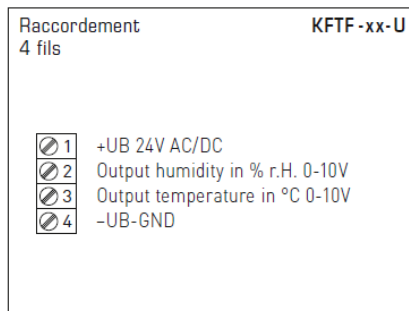 Raccordement KFTF-xx-U
4 fils
1 +UB 24V AC/DC
2 Output humidity in % r.H. 0-10V
3 Output temperature in °C 0-10V
4 –UB-GND